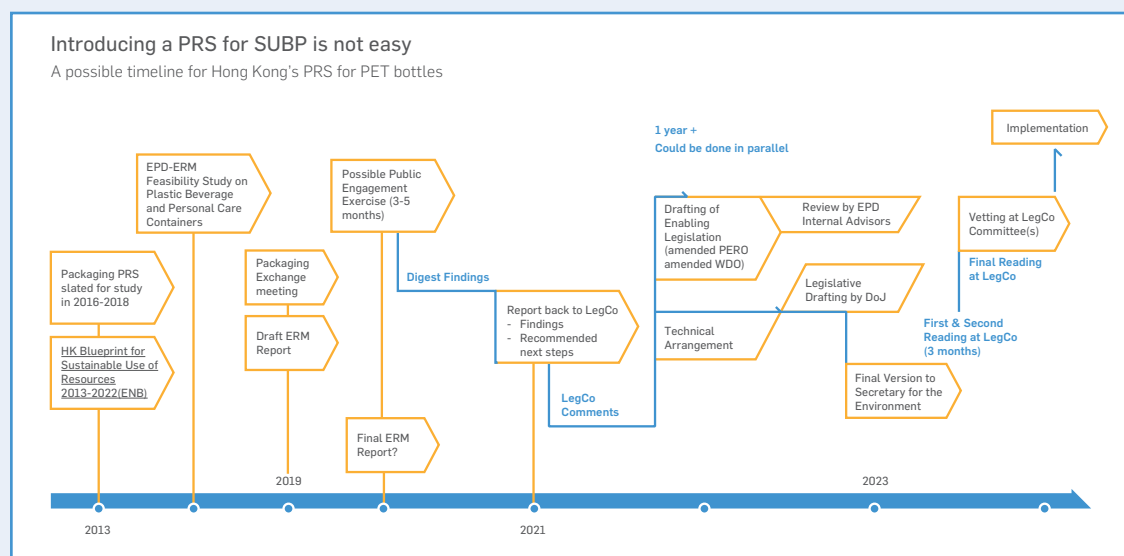 Introducing a PRS for SUBP is not easy
A possible timeline for Hong Kong's PRS for PET bottles
Packaging PRS
slated for study
in 2016-2018
HK Blueprint for
Sustainable Use of
Resources
2013-2022(ENB)
EPD-ERM
Feasibility Study on
Plastic Beverage
and Personal Care
Containers
Packaging
Exchange
meeting
Draft ERM
Report
Possible Public
Engagement
Exercise (3-5
months)
Final ERM
Report?
Digest Findings
Report back to LegCo
- Findings
- Recommended
next steps
LegCo
Comments
1 year +
Could be done in parallel
Drafting of
Enabling
Legislation
(amended PERO
amended WDO)
Review by EPD
Internal Advisors
Technical
Arrangement
Legislative
Drafting by DoJ
Final Version to
Secretary for the
Environment
First & Second
Reading at LegCo
(3 months)
Vetting at LegCo
Committee(s)
Final Reading
at LegCo
Implementation
2013
2019
2021
2023